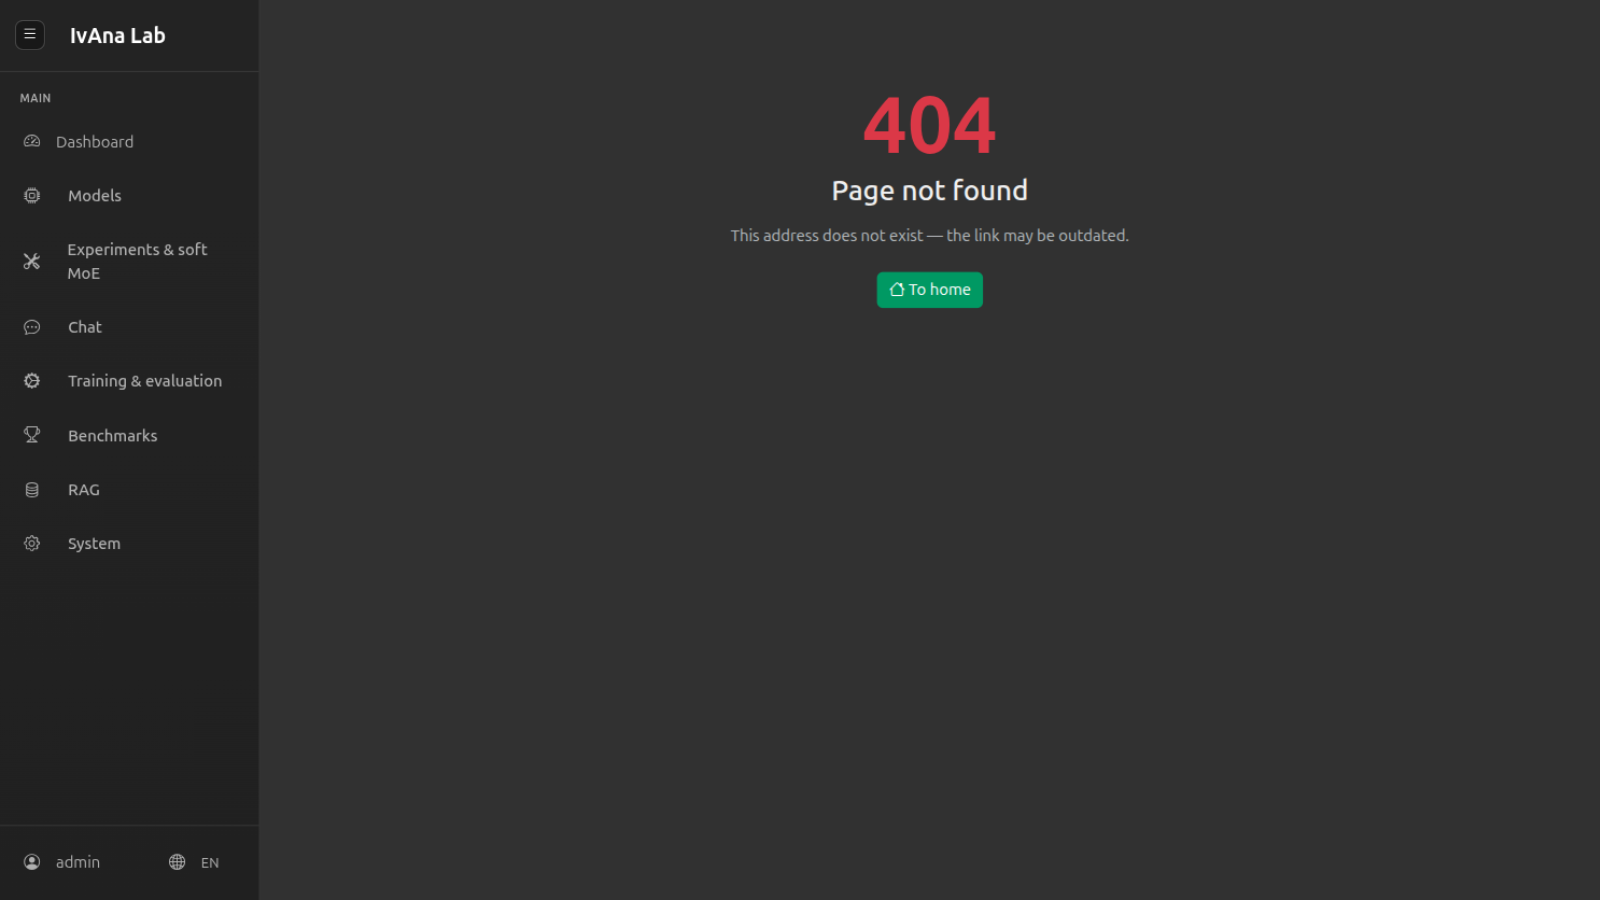 IvAna Lab
MAIN
Dashboard
Models
Experiments & soft
MoE
Chat
Training & evaluation
Benchmarks
RAG
System
admin
EN
404
Page not found
This address does not exist — the link may be outdated.
To home